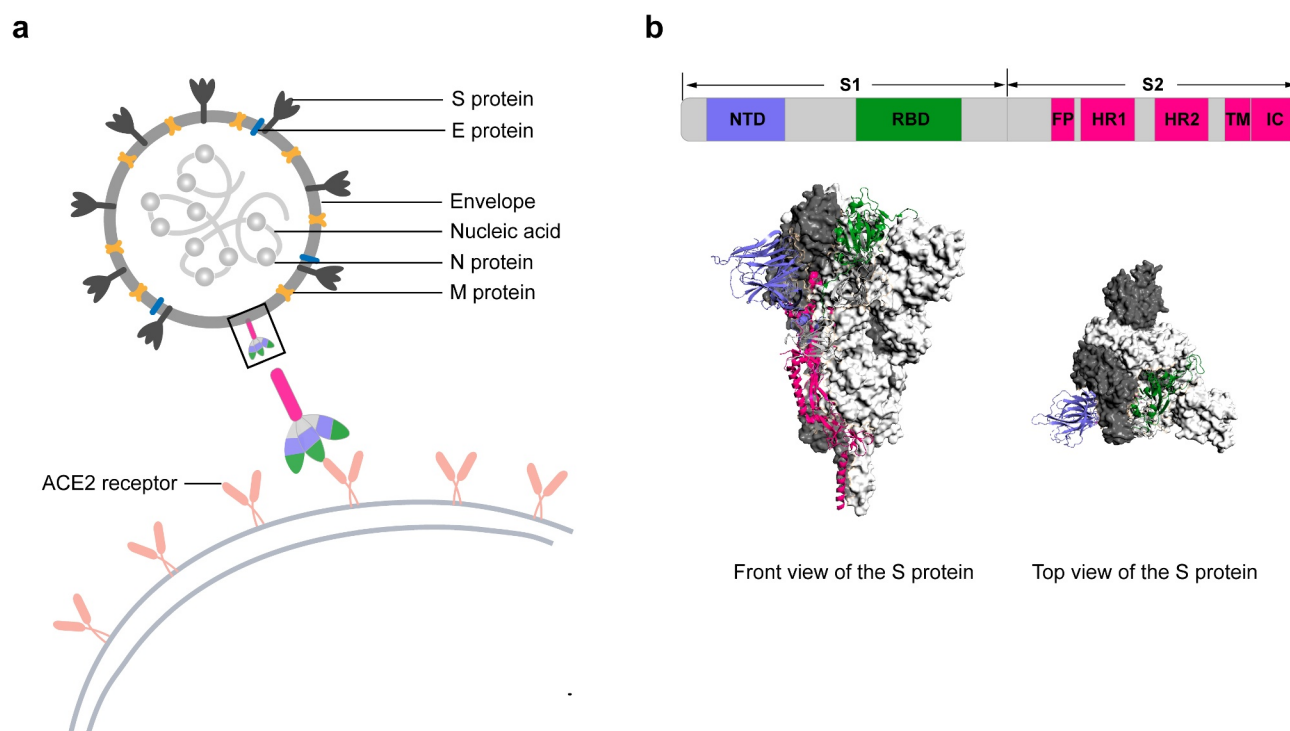 a
S protein
E protein
Envelope
Nucleic acid
N protein
M protein
ACE2 receptor
b
S1 S2
NTD RBD FP HR1 HR2 TM IC
Front view of the S protein
Top view of the S protein